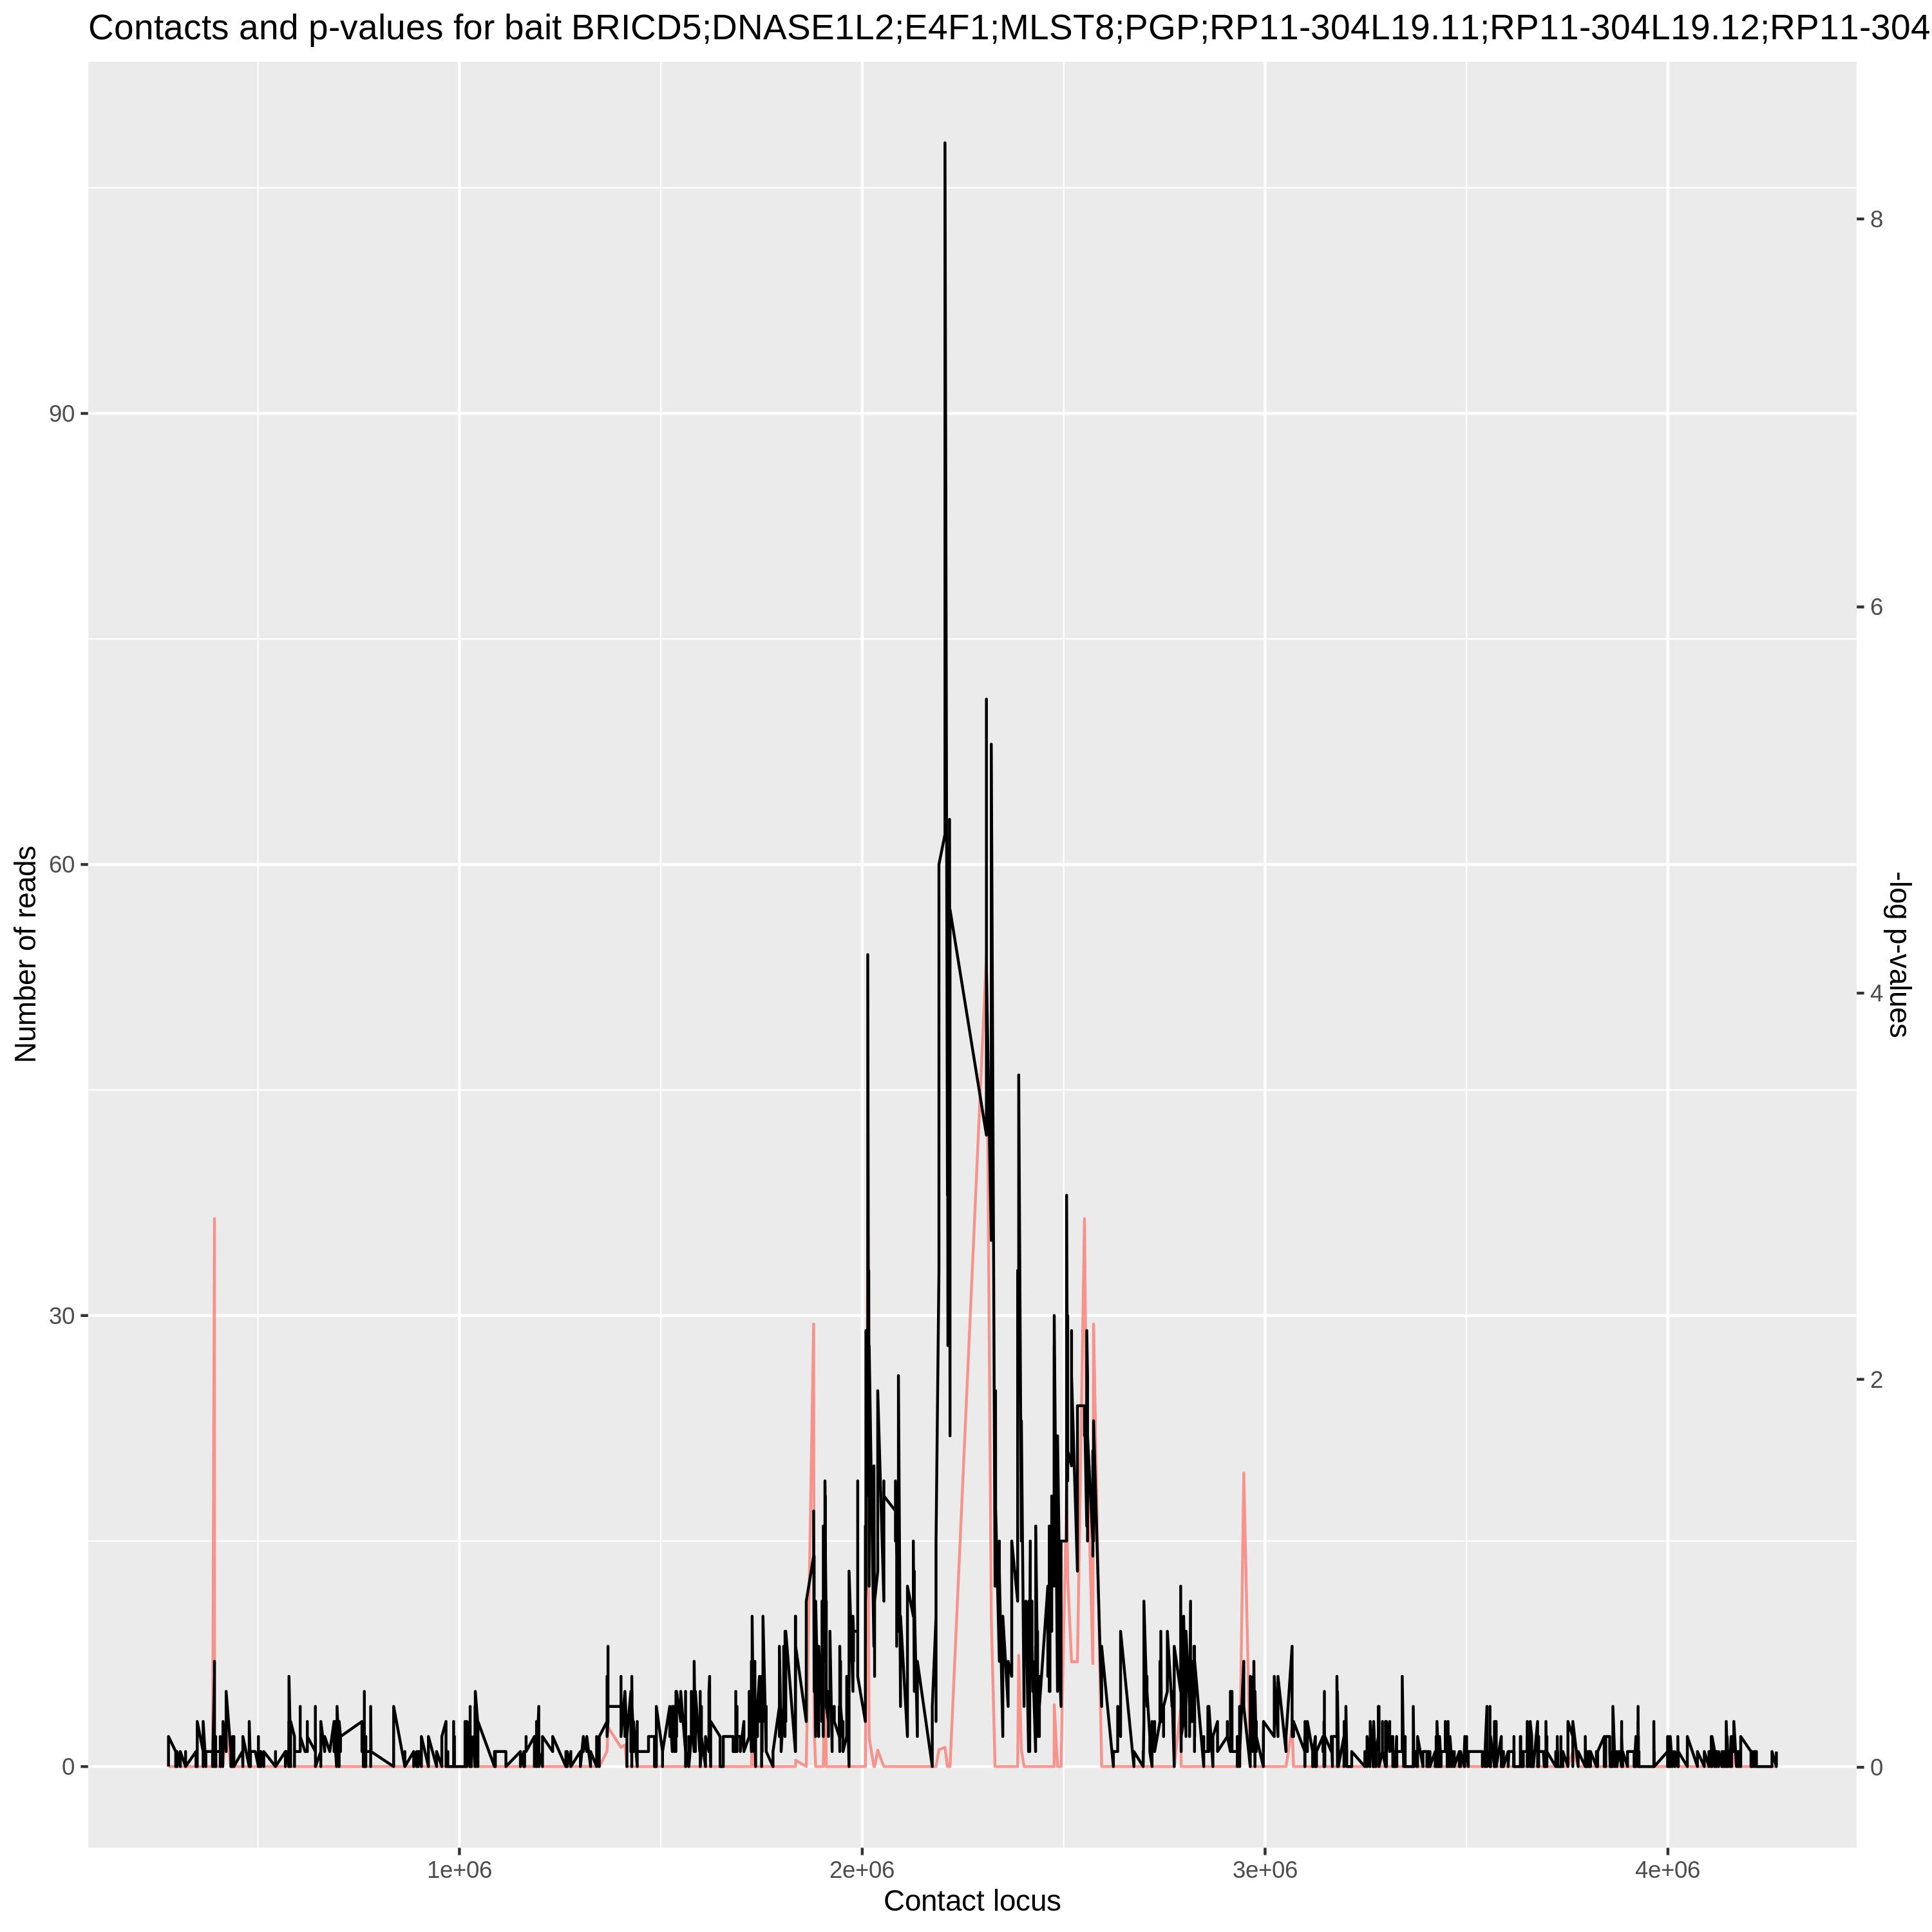 Contacts and p-values for bait BRICD5;DNASE1L2;E4F1;MLST8;PGP;RP11-304L19.11;RP11-304L19.12;RP11-304
8
90
6
60
Number of reads
-log p-values
4
30
2
0
0
1e+06
2e+06
3e+06
4e+06
Contact locus